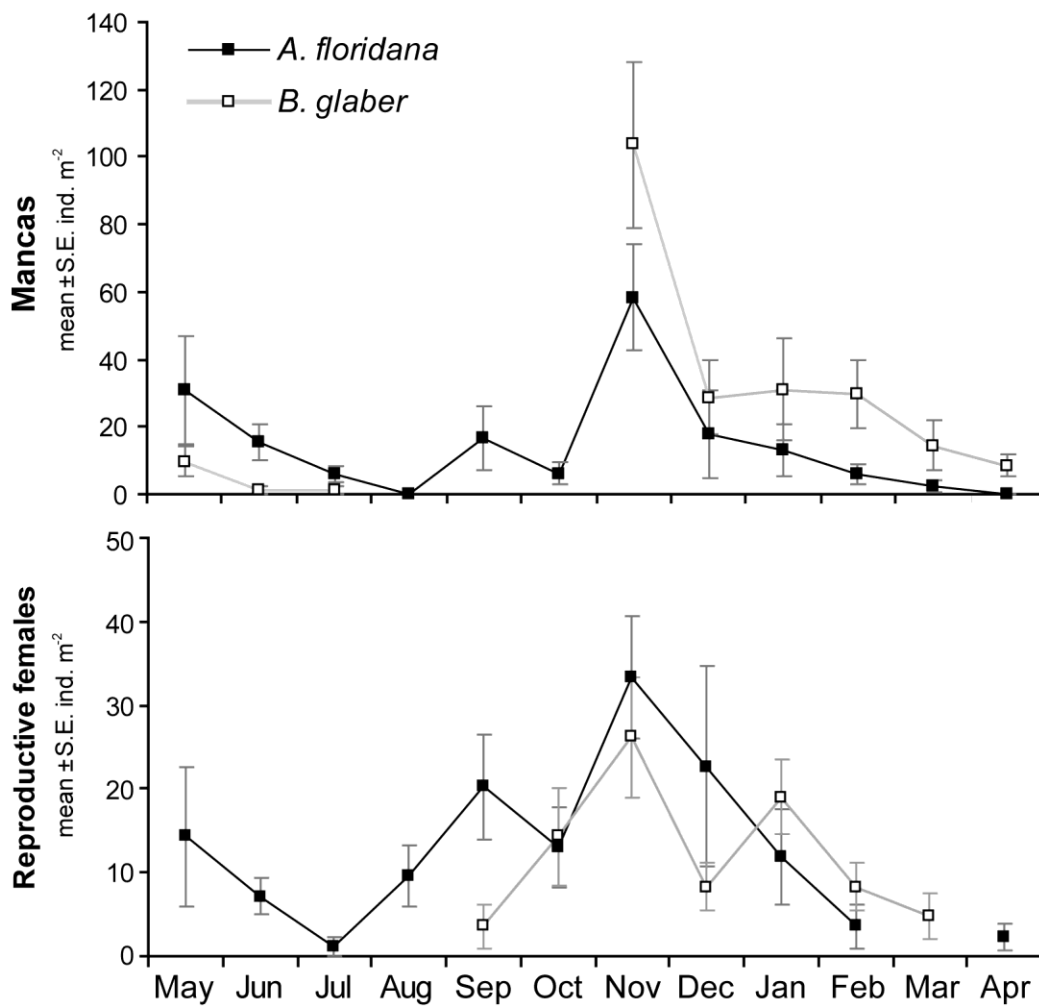 140
120
100
80
60
40
20
0
A. floridana
B. glaber
Mancas
mean ±S.E. ind. m-2
50
40
30
20
10
0
Reproductive females
mean ±S.E. ind. m-2
May Jun Jul Aug Sep Oct Nov Dec Jan Feb Mar Apr